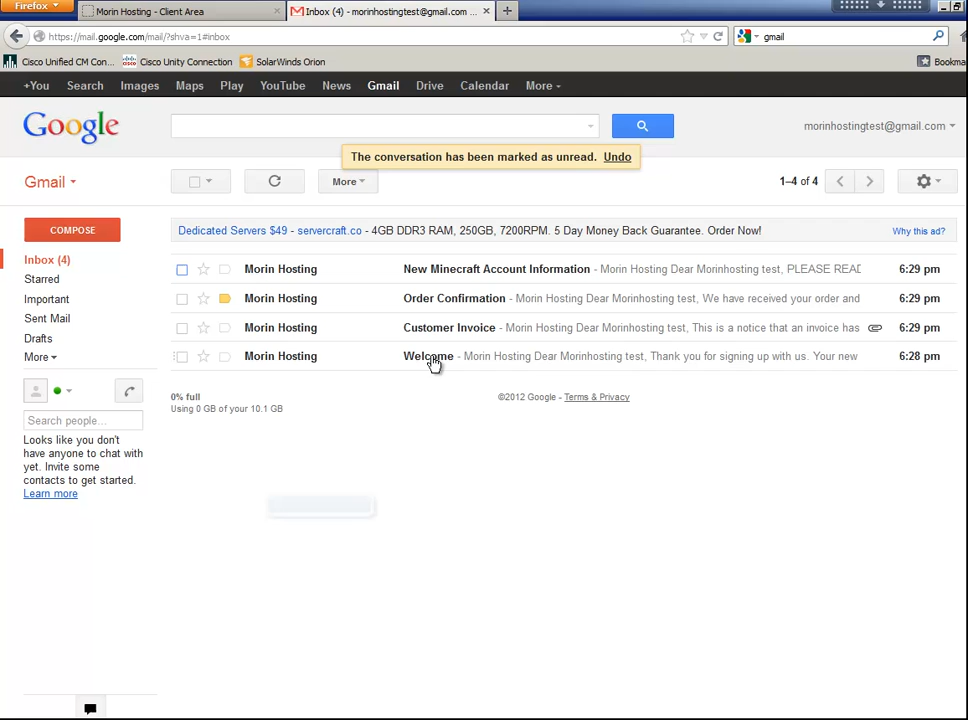 Firefox
Morin Hosting - Client Area
Inbox (4) - morinhostingtest@gmail.com ...
https://mail.google.com/mail/?shva=1#inbox
gmail
Cisco Unified CM Con...
Cisco Unity Connection
SolarWinds Orion
Bookma
+You Search Images Maps Play YouTube News Gmail Drive Calendar More
Google
morinhostingtest@gmail.com
The conversation has been marked as unread. Undo
Gmail
More
1–4 of 4
COMPOSE
Dedicated Servers $49 - servercraft.co - 4GB DDR3 RAM, 250GB, 7200RPM. 5 Day Money Back Guarantee. Order Now!
Why this ad?
Inbox (4)
Starred
Important
Sent Mail
Drafts
More
Morin Hosting New Minecraft Account Information - Morin Hosting Dear Morinhosting test, PLEASE READ 6:29 pm
Morin Hosting Order Confirmation - Morin Hosting Dear Morinhosting test, We have received your order and 6:29 pm
Morin Hosting Customer Invoice - Morin Hosting Dear Morinhosting test, This is a notice that an invoice has 6:29 pm
Morin Hosting Welcome - Morin Hosting Dear Morinhosting test, Thank you for signing up with us. Your new 6:28 pm
0% full
Using 0 GB of your 10.1 GB
©2012 Google - Terms & Privacy
Search people...
Looks like you don't
have anyone to chat with
yet. Invite some
contacts to get started.
Learn more